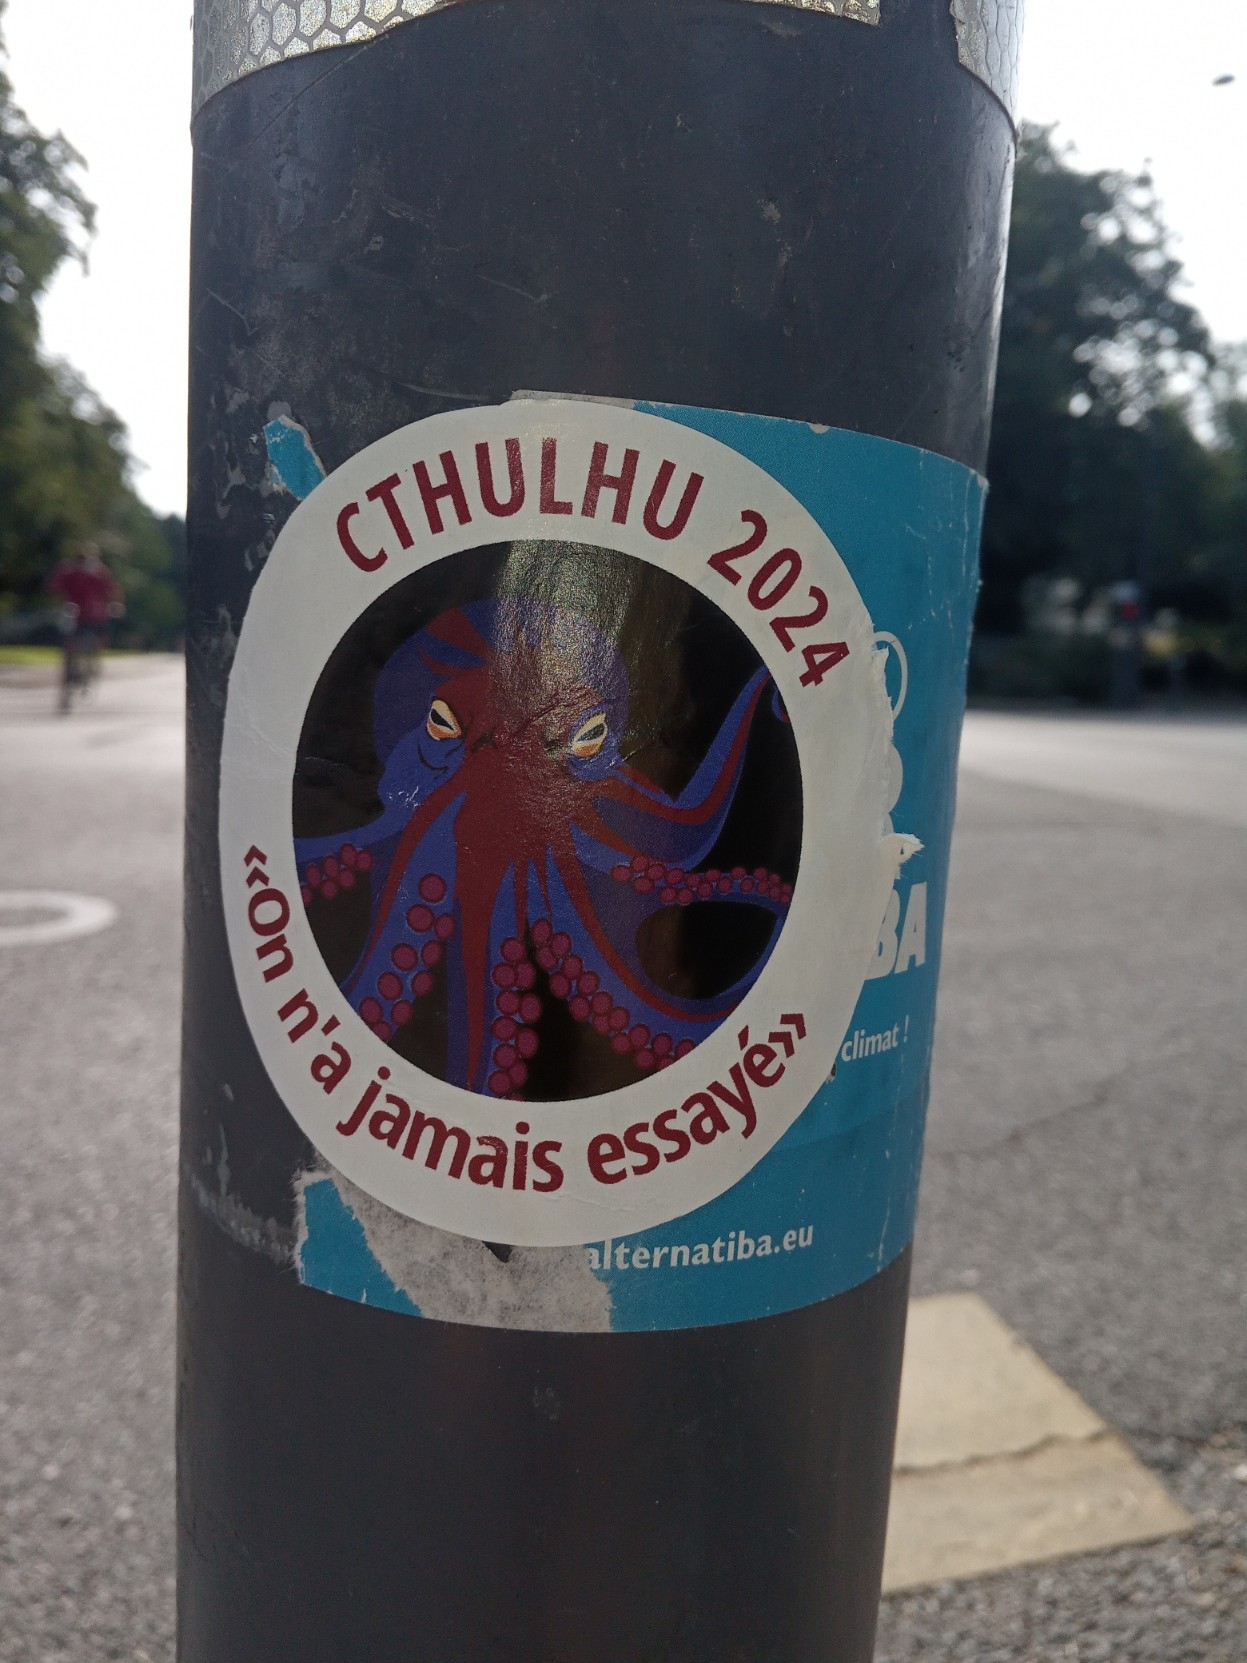 CTHULHU 2024
«On n'a jamais essayé»
BA
climat !
alternatiba.eu